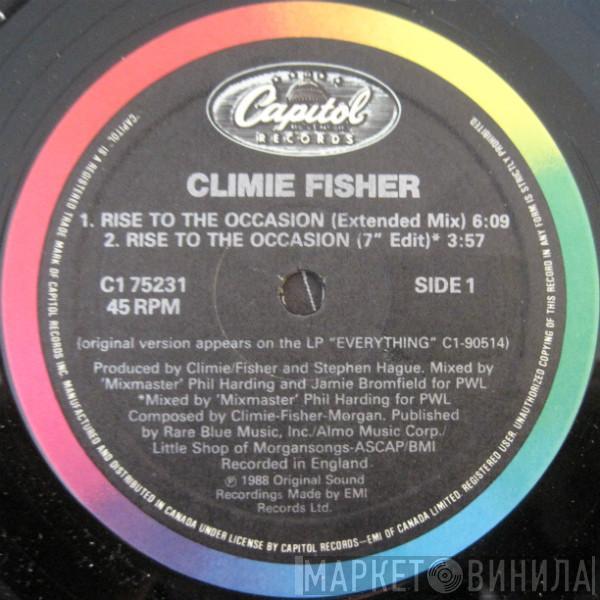 Capitol
RECORDS
CLIMIE FISHER
1. RISE TO THE OCCASION (Extended Mix) 6:09
2. RISE TO THE OCCASION (7" Edit)* 3:57
C1 75231
SIDE 1
45 RPM
(original version appears on the LP "EVERYTHING" C1-90514)
Produced by Climie/Fisher and Stephen Hague. Mixed by
'Mixmaster' Phil Harding and Jamie Bromfield for PWL
*Mixed by 'Mixmaster' Phil Harding for PWL
Composed by Climie-Fisher-Morgan. Published
by Rare Blue Music, Inc./Almo Music Corp./
Little Shop of Morgansongs-ASCAP/BMI
Recorded in England
℗ 1988 Original Sound
Recordings Made by EMI
Records Ltd.
"CAPITOL" IS A REGISTERED TRADE MARK OF CAPITOL RECORDS INC. MANUFACTURED AND DISTRIBUTED IN CANADA UNDER LICENSE BY CAPITOL RECORDS—EMI OF CANADA LIMITED. REGISTERED USER. UNAUTHORIZED COPYING OF THIS RECORD IN ANY FORM IS STRICTLY PROHIBITED.
МАРКЕТ ВИНИЛА